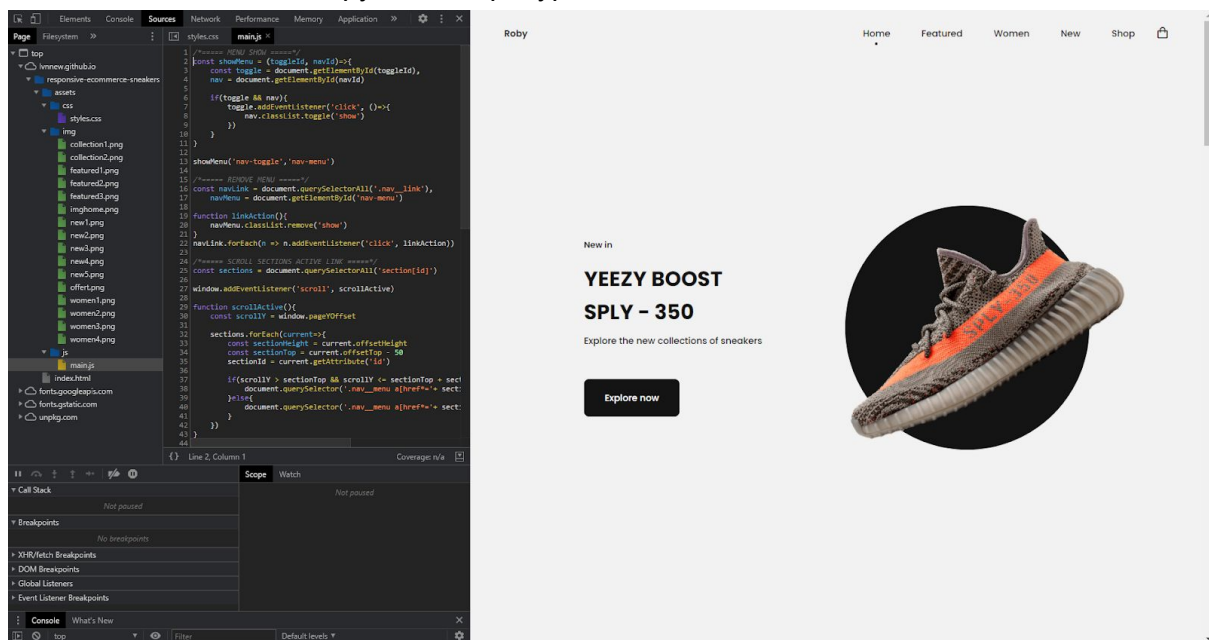 Elements Console Sources Network Performance Memory Application »
Page Filesystem »
styles.css main.js ×
top
lvnnew.github.io
responsive-ecommerce-sneakers
assets
css
styles.css
img
collection1.png
collection2.png
featured1.png
featured2.png
featured3.png
imghome.png
new1.png
new2.png
new3.png
new4.png
new5.png
offert.png
women1.png
women2.png
women3.png
women4.png
js
main.js
index.html
fonts.googleapis.com
fonts.gstatic.com
unpkg.com
1 /*===== MENU SHOW =====*/
2 const showMenu = (toggleId, navId)=>{
3 const toggle = document.getElementById(toggleId),
4 nav = document.getElementById(navId)
5
6 if(toggle && nav){
7 toggle.addEventListener('click', ()=>{
8 nav.classList.toggle('show')
9 })
10 }
11 }
12
13 showMenu('nav-toggle','nav-menu')
14
15 /*===== REMOVE MENU =====*/
16 const navLink = document.querySelectorAll('.nav__link'),
17 navMenu = document.getElementById('nav-menu')
18
19 function linkAction(){
20 navMenu.classList.remove('show')
21 }
22 navLink.forEach(n => n.addEventListener('click', linkAction))
23
24 /*===== SCROLL SECTIONS ACTIVE LINK =====*/
25 const sections = document.querySelectorAll('section[id]')
26
27 window.addEventListener('scroll', scrollActive)
28
29 function scrollActive(){
30 const scrollY = window.pageYOffset
31
32 sections.forEach(current=>{
33 const sectionHeight = current.offsetHeight
34 const sectionTop = current.offsetTop - 50
35 sectionId = current.getAttribute('id')
36
37 if(scrollY > sectionTop && scrollY <= sectionTop + sect
38 document.querySelector('.nav__menu a[href*='+ secti
39 }else{
40 document.querySelector('.nav__menu a[href*='+ secti
41 }
42 })
43 }
44
{} Line 2, Column 1 Coverage: n/a
Scope Watch
Not paused
Call Stack
Not paused
Breakpoints
No breakpoints
XHR/fetch Breakpoints
DOM Breakpoints
Global Listeners
Event Listener Breakpoints
Console What's New ×
top Filter Default levels ▼
Roby
Home Featured Women New Shop
New in
YEEZY BOOST
SPLY - 350
Explore the new collections of sneakers
Explore now
SPLY - 350